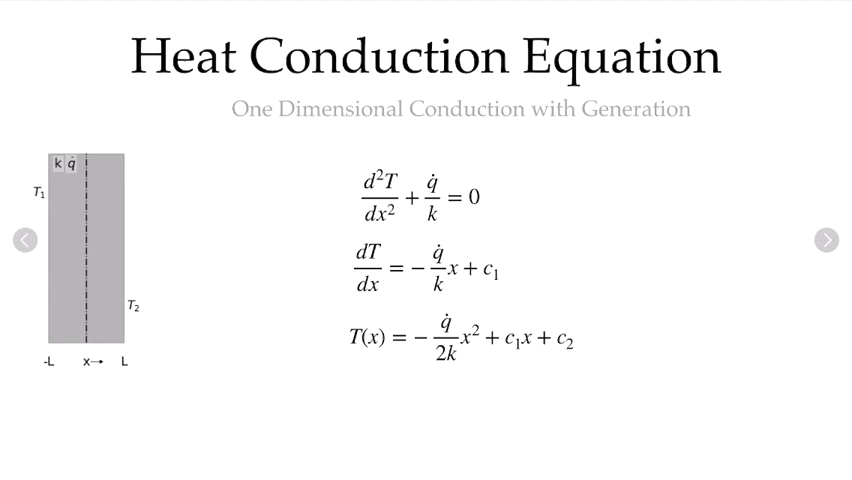 Heat Conduction Equation
One Dimensional Conduction with Generation
k q̇
T₁
T₂
-L x→ L
d²T/dx² + q̇/k = 0
dT/dx = − q̇/k x + c₁
T(x) = − q̇/2k x² + c₁x + c₂